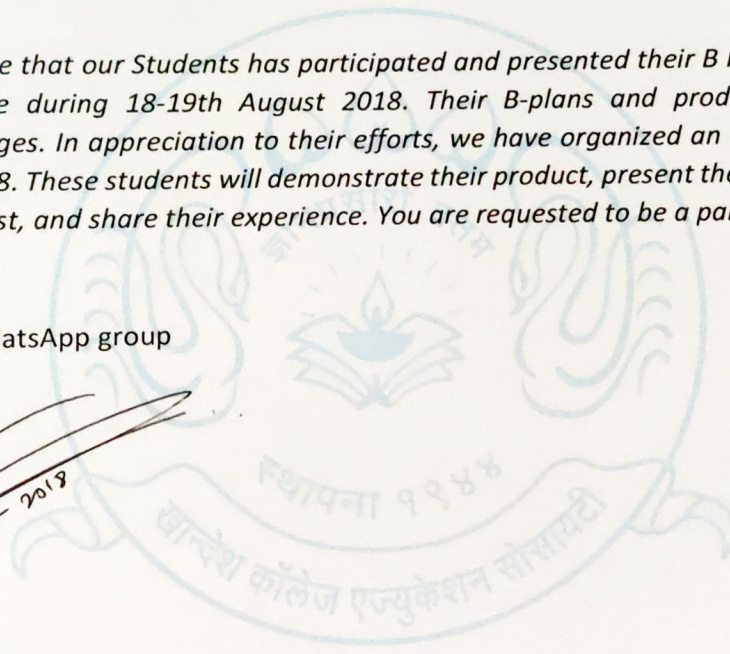 e that our Students has participated and presented their B
e during 18-19th August 2018. Their B-plans and prod
ges. In appreciation to their efforts, we have organized an
8. These students will demonstrate their product, present the
st, and share their experience. You are requested to be a pa
atsApp group
2018
स्थापना १९४४
खान्देश कॉलेज एज्युकेशन सोसायटी